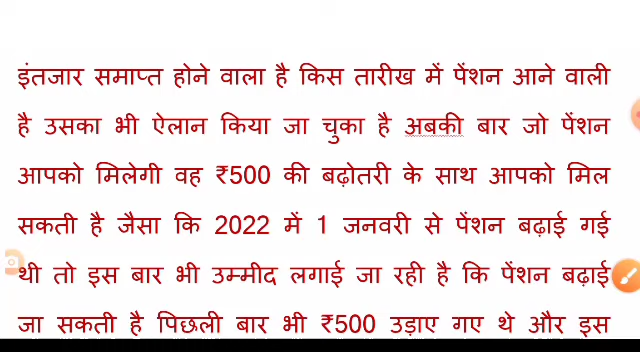 इंतजार समाप्त होने वाला है किस तारीख में पेंशन आने वाली
है उसका भी ऐलान किया जा चुका है अबकी बार जो पेंशन
आपको मिलेगी वह ₹500 की बढ़ोतरी के साथ आपको मिल
सकती है जैसा कि 2022 में 1 जनवरी से पेंशन बढ़ाई गई
थी तो इस बार भी उम्मीद लगाई जा रही है कि पेंशन बढ़ाई
जा सकती है पिछली बार भी ₹500 उड़ाए गए थे और इस